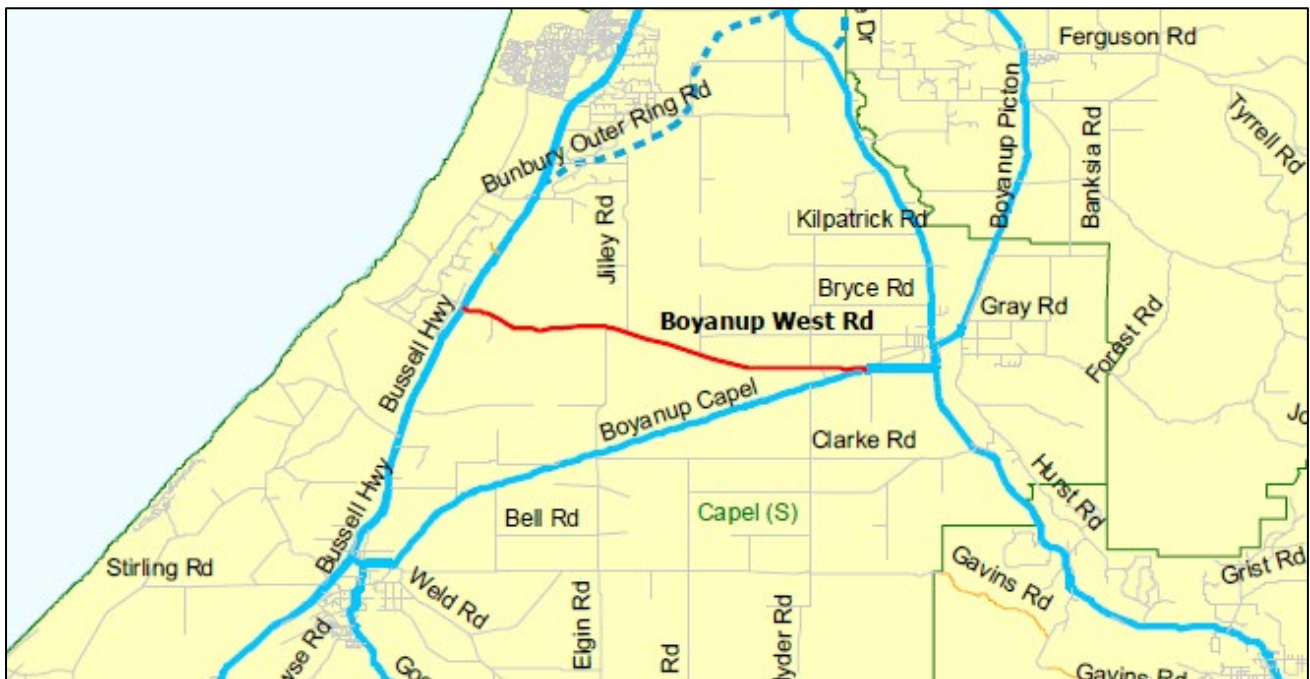 Dr
Ferguson Rd
Bunbury Outer Ring Rd
Boyanup Picton
Banksia Rd
Tyrrell Rd
Kilpatrick Rd
Jilley Rd
Bryce Rd
Gray Rd
Bussell Hwy
Boyanup West Rd
Forest Rd
Boyanup Capel
Clarke Rd
Bussell Hwy
Hurst Rd
Bell Rd
Capel (S)
Stirling Rd
Weld Rd
Gavins Rd
Grist Rd
Elgin Rd
Rd
Rd
Rd
Gavins Rd